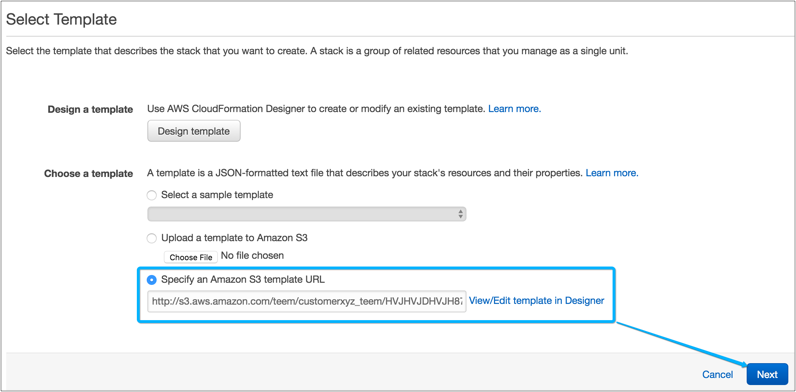 Select Template
Select the template that describes the stack that you want to create. A stack is a group of related resources that you manage as a single unit.
Design a template
Use AWS CloudFormation Designer to create or modify an existing template. Learn more.
Design template
Choose a template
A template is a JSON-formatted text file that describes your stack's resources and their properties. Learn more.
Select a sample template
Upload a template to Amazon S3
Choose File No file chosen
Specify an Amazon S3 template URL
http://s3.aws.amazon.com/teem/customerxyz_teem/HVJHVJDHVJH87 View/Edit template in Designer
Cancel Next